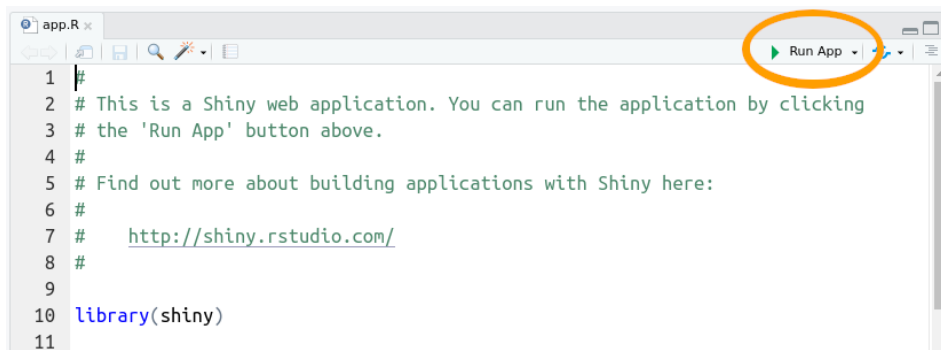 app.R
Run App
1 #
2 # This is a Shiny web application. You can run the application by clicking
3 # the 'Run App' button above.
4 #
5 # Find out more about building applications with Shiny here:
6 #
7 #    http://shiny.rstudio.com/
8 #
9
10 library(shiny)
11